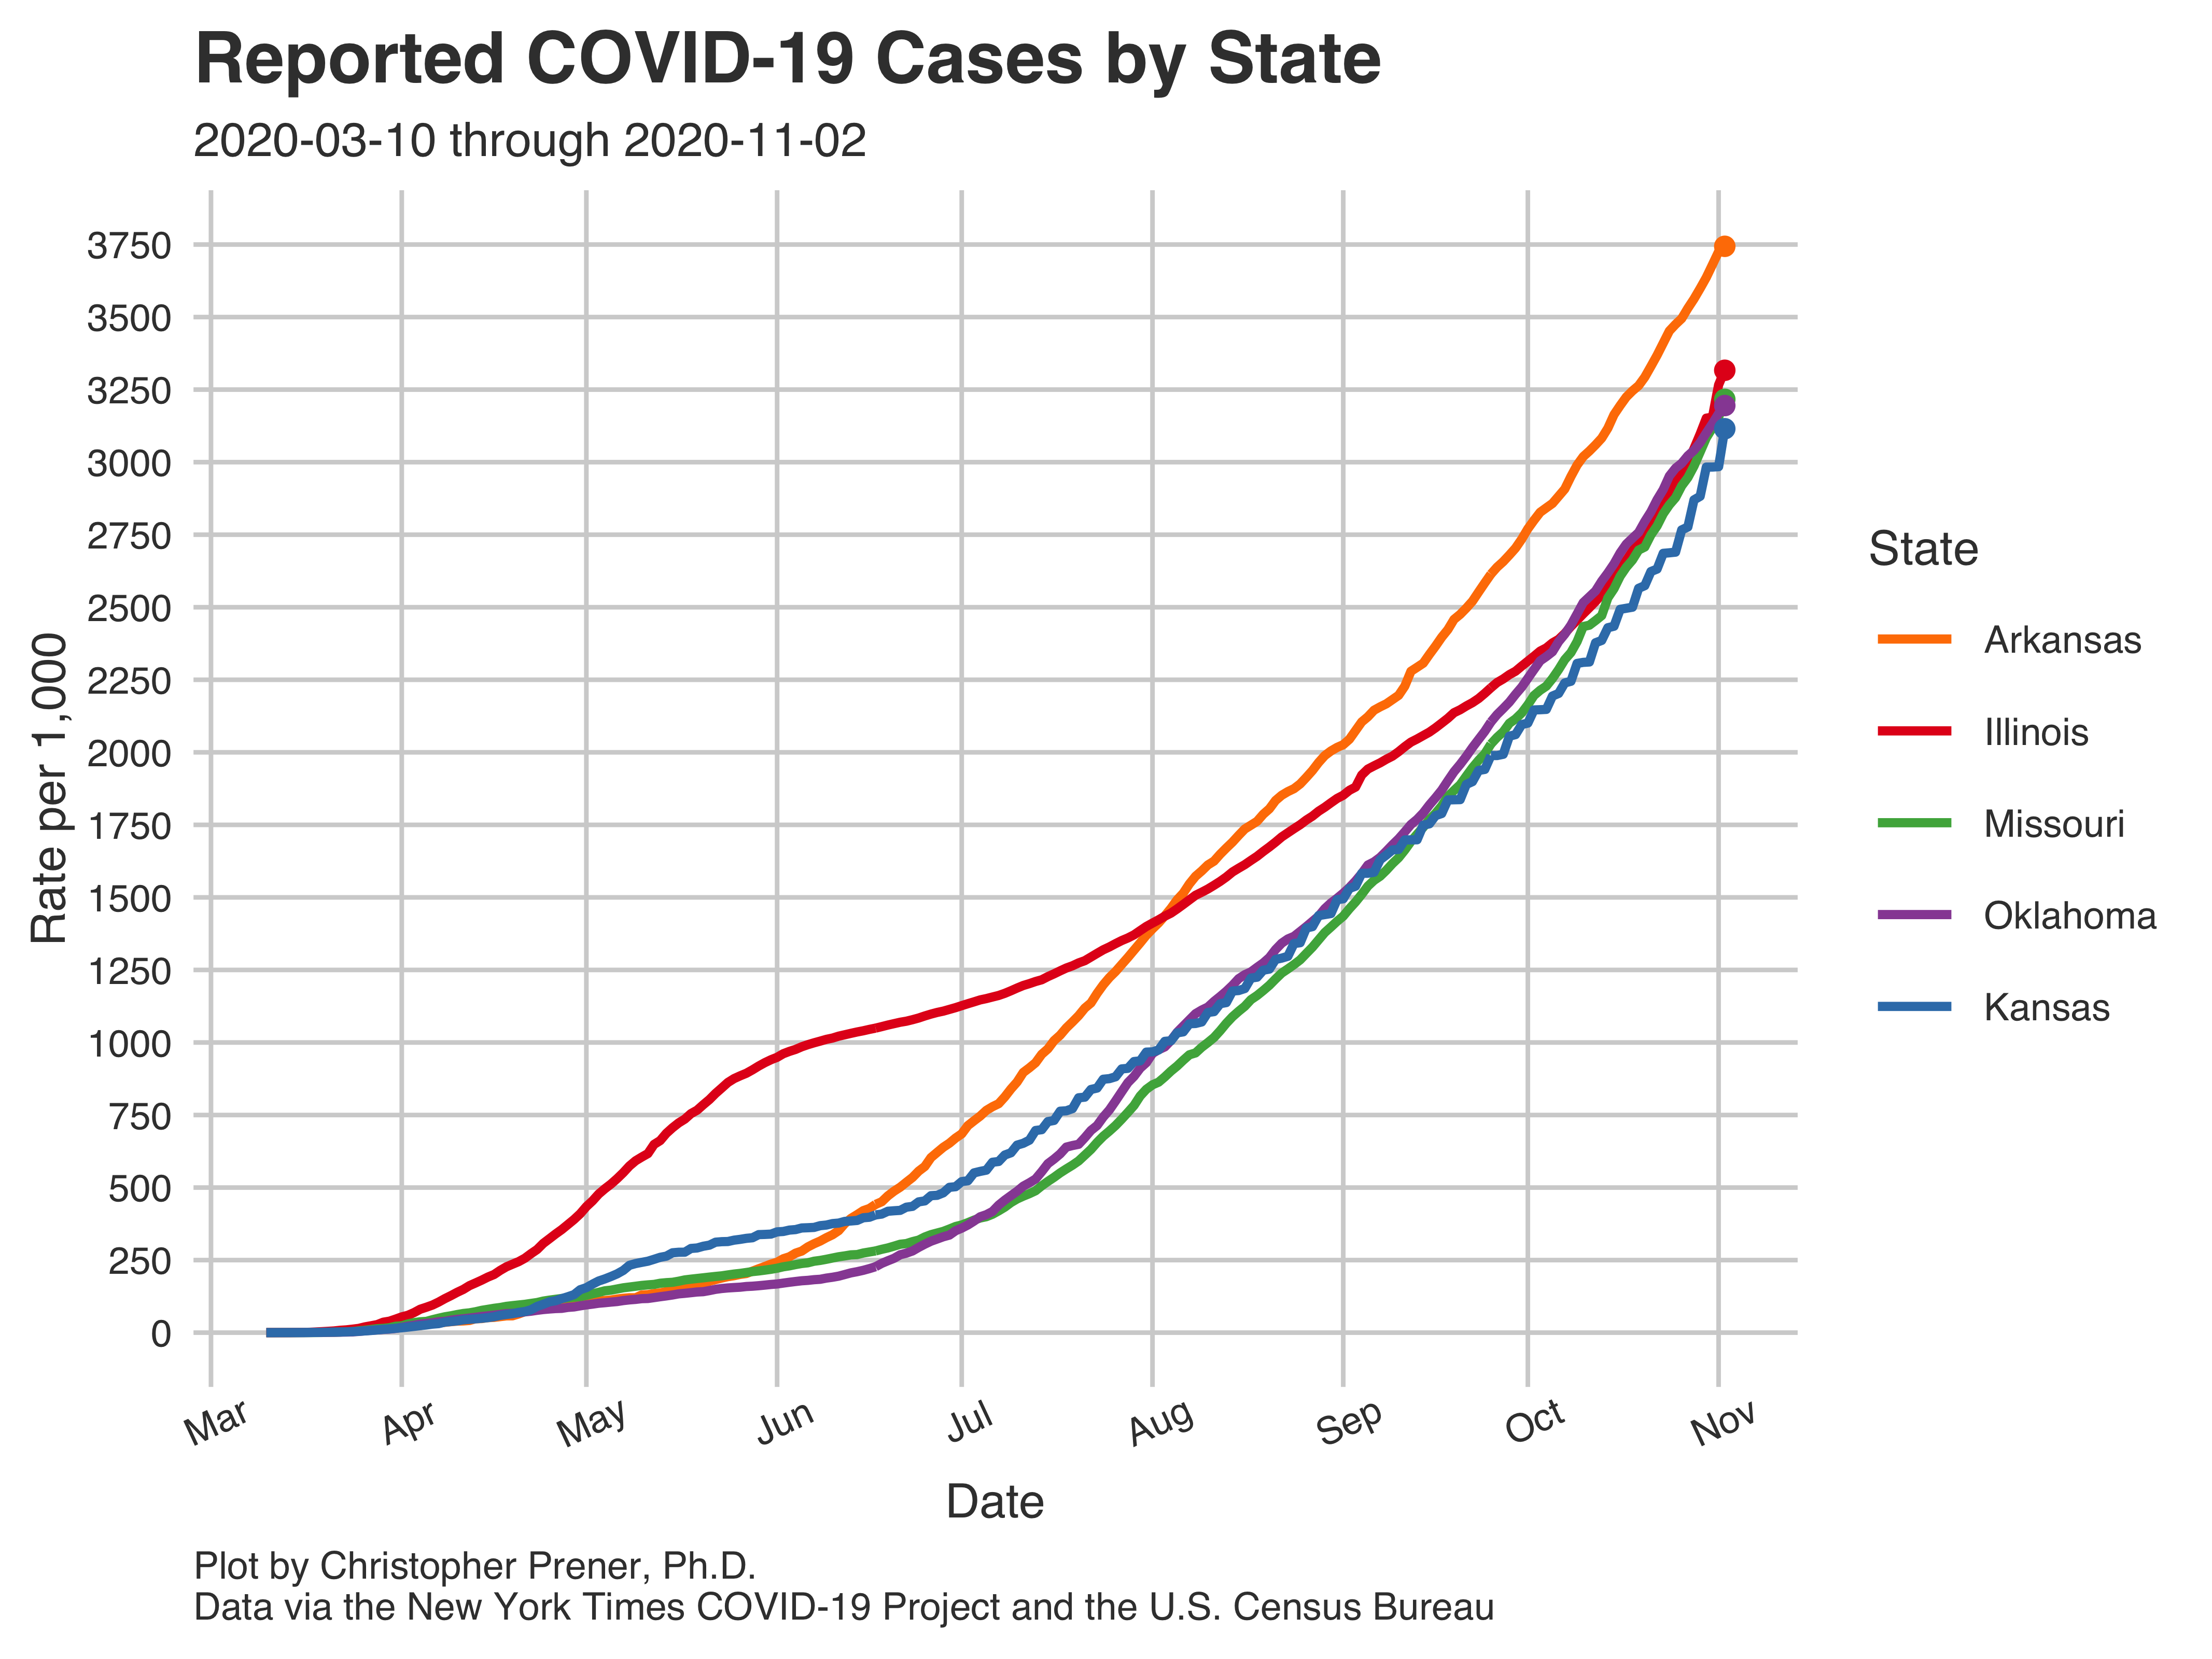 Reported COVID-19 Cases by State
2020-03-10 through 2020-11-02
3750
3500
3250
3000
2750
2500
2250
2000
1750
1500
1250
1000
750
500
250
0
Rate per 1,000
Mar
Apr
May
Jun
Jul
Aug
Sep
Oct
Nov
Date
State
Arkansas
Illinois
Missouri
Oklahoma
Kansas
Plot by Christopher Prener, Ph.D.
Data via the New York Times COVID-19 Project and the U.S. Census Bureau